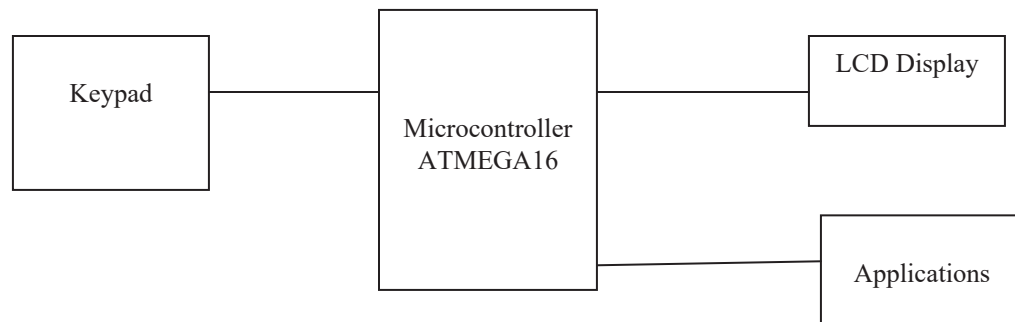 Keypad
Microcontroller
ATMEGA16
LCD Display
Applications